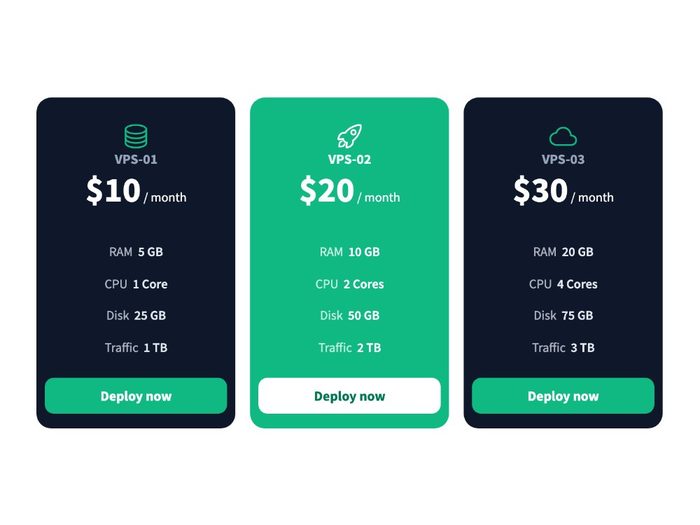 VPS-01
$10 / month
RAM 5 GB
CPU 1 Core
Disk 25 GB
Traffic 1 TB
Deploy now
VPS-02
$20 / month
RAM 10 GB
CPU 2 Cores
Disk 50 GB
Traffic 2 TB
Deploy now
VPS-03
$30 / month
RAM 20 GB
CPU 4 Cores
Disk 75 GB
Traffic 3 TB
Deploy now